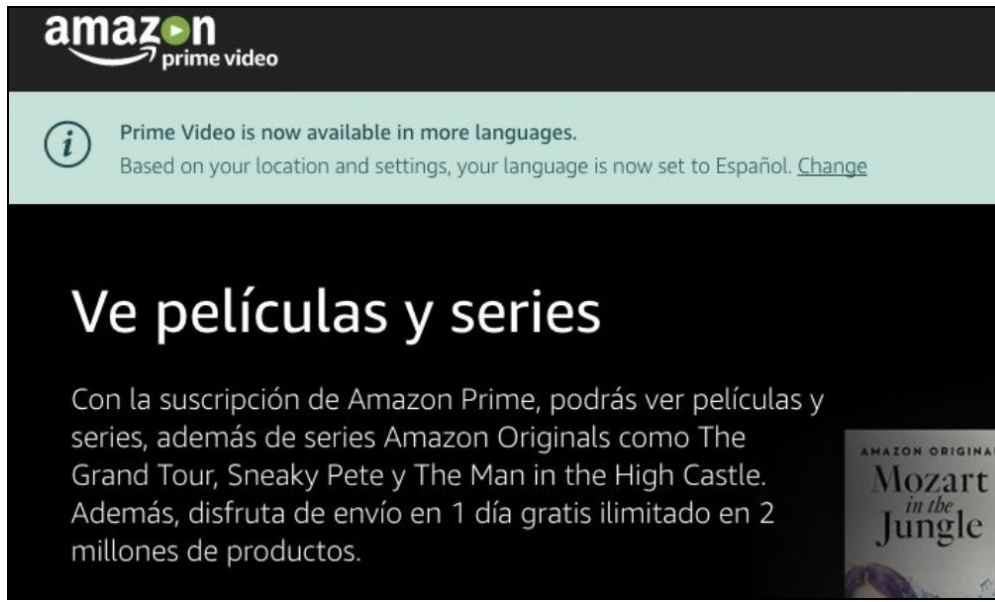 amazon
prime video
Prime Video is now available in more languages.
Based on your location and settings, your language is now set to Español. Change
Ve películas y series
Con la suscripción de Amazon Prime, podrás ver películas y
series, además de series Amazon Originals como The
Grand Tour, Sneaky Pete y The Man in the High Castle.
Además, disfruta de envío en 1 día gratis ilimitado en 2
millones de productos.
AMAZON ORIGINA
Mozart
in the
Jungle